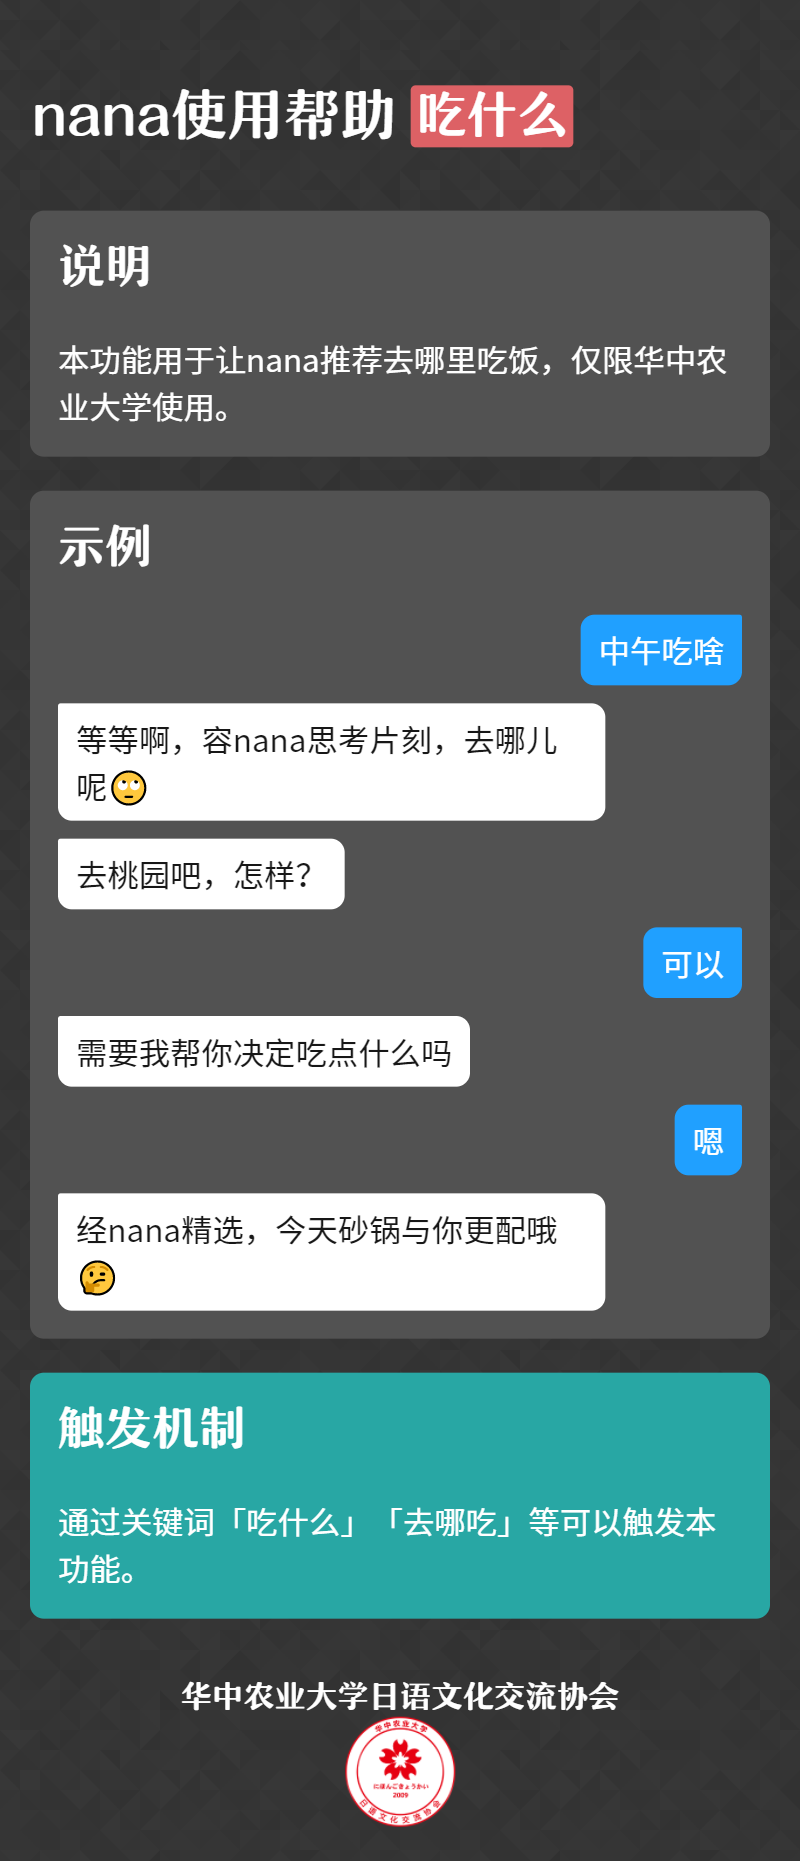 nana使用帮助 吃什么
说明
本功能用于让nana推荐去哪里吃饭，仅限华中农
业大学使用。
示例
中午吃啥
等等啊，容nana思考片刻，去哪儿
呢🙄
去桃园吧，怎样？
可以
需要我帮你决定吃点什么吗
嗯
经nana精选，今天砂锅与你更配哦
🤔
触发机制
通过关键词「吃什么」「去哪吃」等可以触发本
功能。
华中农业大学日语文化交流协会
华中农业大学
にほんごきょうかい
2009
日语文化交流协会